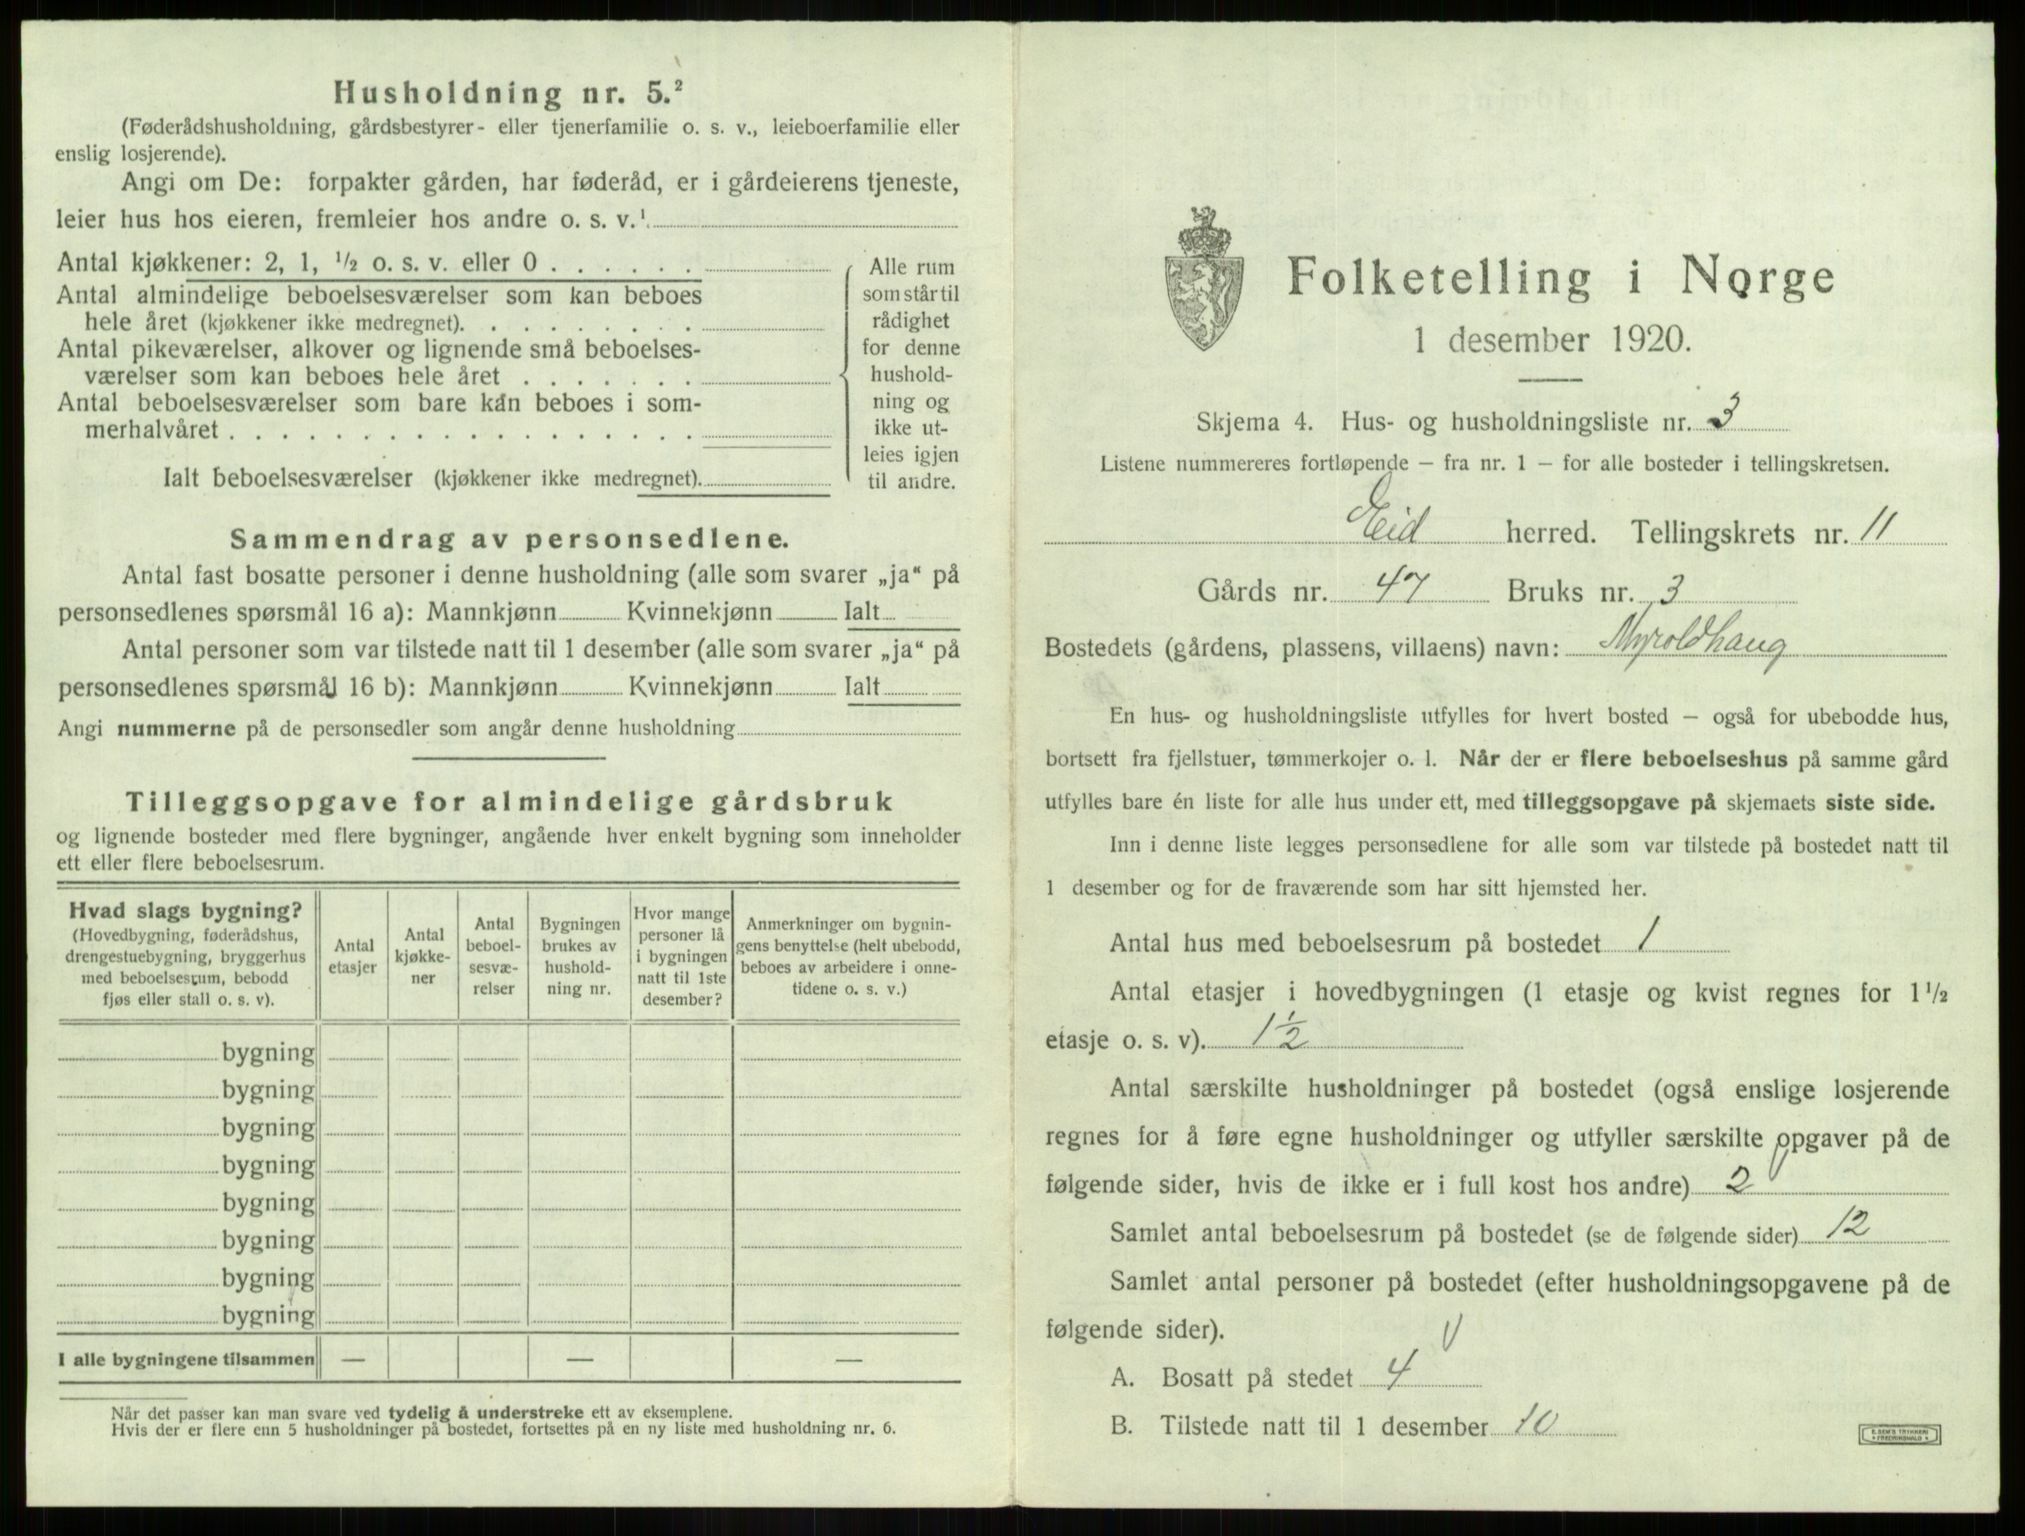 Husholdning nr. 5.²
(Føderådshusholdning, gårdsbestyrer- eller tjenerfamilie o. s. v., leieboerfamilie eller
enslig losjerende).
Angi om De: forpakter gården, har føderåd, er i gårdeierens tjeneste,
leier hus hos eieren, fremleier hos andre o. s. v.¹
Antal kjøkkener: 2, 1, ½ o. s. v. eller 0 . . . . . .
Antal almindelige beboelsesværelser som kan beboes
hele året (kjøkkener ikke medregnet). . . . . . . . .
Antal pikeværelser, alkover og lignende små beboelses-
værelser som kan beboes hele året . . . . . . .
Antal beboelsesværelser som bare kan beboes i som-
merhalvåret . . . . . . . . . . . . . . . . . .
Ialt beboelsesværelser (kjøkkener ikke medregnet).
Alle rum
som står til
rådighet
for denne
hushold-
ning og
ikke ut-
leies igjen
til andre.
Sammendrag av personsedlene.
Antal fast bosatte personer i denne husholdning (alle som svarer „ja“ på
personsedlenes spørsmål 16 a): Mannkjønn Kvinnekjønn Ialt
Antal personer som var tilstede natt til 1 desember (alle som svarer „ja“ på
personsedlenes spørsmål 16 b): Mannkjønn Kvinnekjønn Ialt
Angi nummerne på de personsedler som angår denne husholdning
Tilleggsopgave for almindelige gårdsbruk
og lignende bosteder med flere bygninger, angående hver enkelt bygning som inneholder
ett eller flere beboelsesrum.
Hvad slags bygning?
(Hovedbygning, føderådshus,
drengestuebygning, bryggerhus
med beboelsesrum, bebodd
fjøs eller stall o. s. v).
Antal
etasjer
Antal
kjøkke-
ner
Antal
beboel-
sesvæ-
relser
Bygningen
brukes av
hushold-
ning nr.
Hvor mange
personer lå
i bygningen
natt til 1ste
desember?
Anmerkninger om bygnin-
gens benyttelse (helt ubebodd,
beboes av arbeidere i onne-
tidene o. s. v.)
bygning
bygning
bygning
bygning
bygning
bygning
bygning
bygning
I alle bygningene tilsammen — — —
Når det passer kan man svare ved tydelig å understreke ett av eksemplene.
Hvis der er flere enn 5 husholdninger på bostedet, fortsettes på en ny liste med husholdning nr. 6.
Folketelling i Norge
1 desember 1920.
Skjema 4. Hus- og husholdningsliste nr. 3
Listene nummereres fortløpende – fra nr. 1 – for alle bosteder i tellingskretsen.
Eid herred. Tellingskrets nr. 11
Gårds nr. 47 Bruks nr. 3
Bostedets (gårdens, plassens, villaens) navn: Myroldhaug
En hus- og husholdningsliste utfylles for hvert bosted – også for ubebodde hus,
bortsett fra fjellstuer, tømmerkojer o. l. Når der er flere beboelseshus på samme gård
utfylles bare én liste for alle hus under ett, med tilleggsopgave på skjemaets siste side.
Inn i denne liste legges personsedlene for alle som var tilstede på bostedet natt til
1 desember og for de fraværende som har sitt hjemsted her.
Antal hus med beboelsesrum på bostedet 1
Antal etasjer i hovedbygningen (1 etasje og kvist regnes for 1½
etasje o. s. v). 1½
Antal særskilte husholdninger på bostedet (også enslige losjerende
regnes for å føre egne husholdninger og utfyller særskilte opgaver på de
følgende sider, hvis de ikke er i full kost hos andre) 2
Samlet antal beboelsesrum på bostedet (se de følgende sider) 12
Samlet antal personer på bostedet (efter husholdningsopgavene på de
følgende sider).
A. Bosatt på stedet 4
B. Tilstede natt til 1 desember 10
E. SEM'S TRYKKERI
FREDRIKSHALD